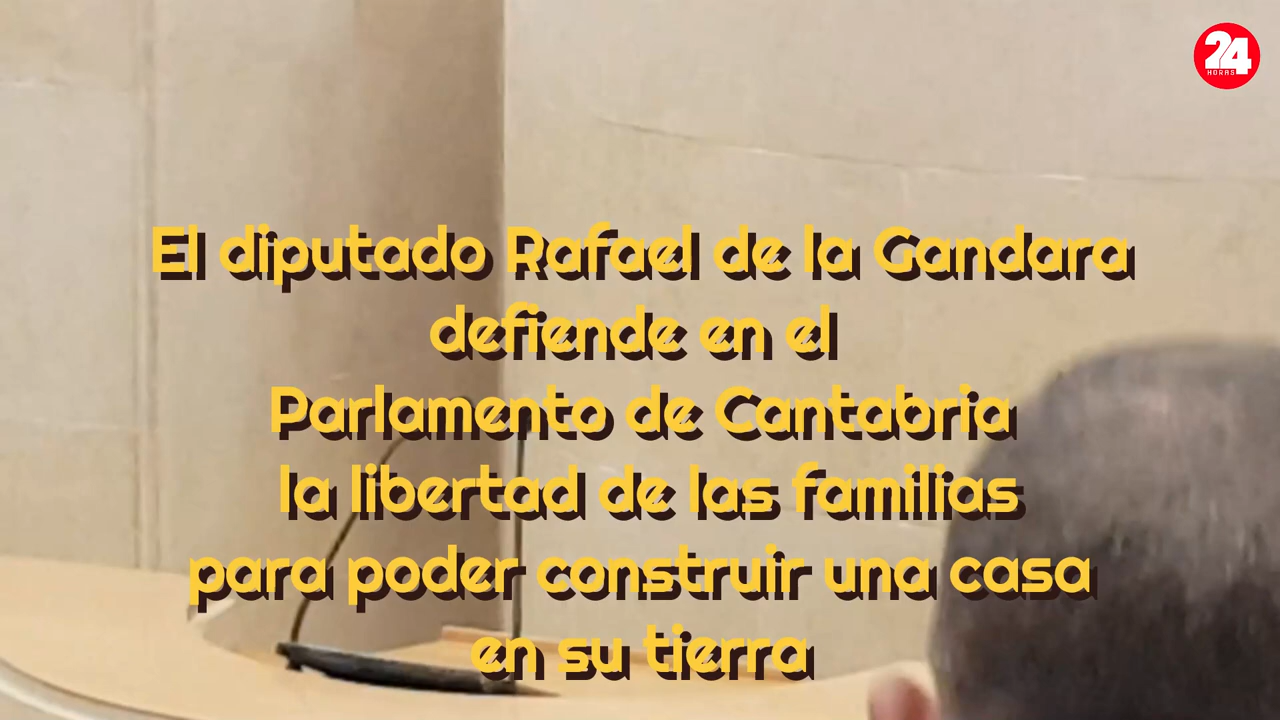 24
HORAS
El diputado Rafael de la Gandara
defiende en el
Parlamento de Cantabria
la libertad de las familias
para poder construir una casa
en su tierra